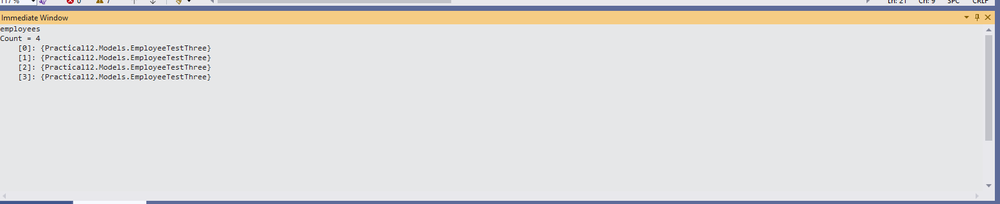 117 %
0
7
Ln: 21 Ch: 9 SPC CRLF
Immediate Window
employees
Count = 4
[0]: {Practical12.Models.EmployeeTestThree}
[1]: {Practical12.Models.EmployeeTestThree}
[2]: {Practical12.Models.EmployeeTestThree}
[3]: {Practical12.Models.EmployeeTestThree}